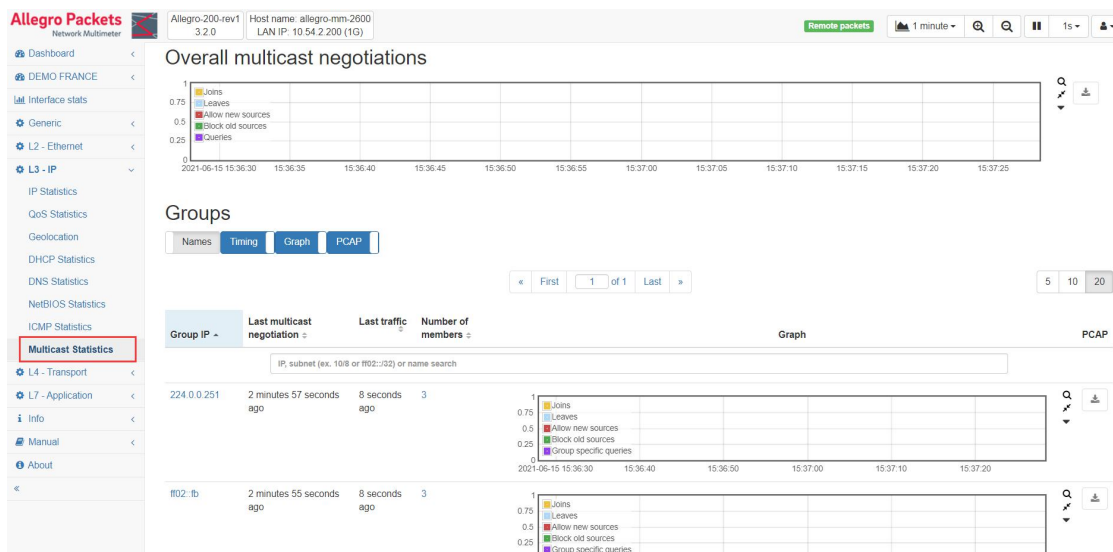 Allegro Packets
Network Multimeter
Allegro-200-rev1
3.2.0
Host name: allegro-mm-2600
LAN IP: 10.54.2.200 (1G)
Remote packets
1 minute
1s
Dashboard
DEMO FRANCE
Interface stats
Generic
L2 - Ethernet
L3 - IP
IP Statistics
QoS Statistics
Geolocation
DHCP Statistics
DNS Statistics
NetBIOS Statistics
ICMP Statistics
Multicast Statistics
L4 - Transport
L7 - Application
Info
Manual
About
«
Overall multicast negotiations
1
0.75
0.5
0.25
0
Joins
Leaves
Allow new sources
Block old sources
Queries
2021-06-15 15:36:30 15:36:35 15:36:40 15:36:45 15:36:50 15:36:55 15:37:00 15:37:05 15:37:10 15:37:15 15:37:20 15:37:25
Groups
Names Timing Graph PCAP
« First 1 of 1 Last »
5 10 20
Group IP Last multicast negotiation Last traffic Number of members Graph PCAP
IP, subnet (ex. 10/8 or ff02::/32) or name search
224.0.0.251 2 minutes 57 seconds ago 8 seconds ago 3
1
0.75
0.5
0.25
0
Joins
Leaves
Allow new sources
Block old sources
Group specific queries
2021-06-15 15:36:30 15:36:40 15:36:50 15:37:00 15:37:10 15:37:20
ff02::fb 2 minutes 55 seconds ago 8 seconds ago 3
1
0.75
0.5
0.25
Joins
Leaves
Allow new sources
Block old sources
Group specific queries